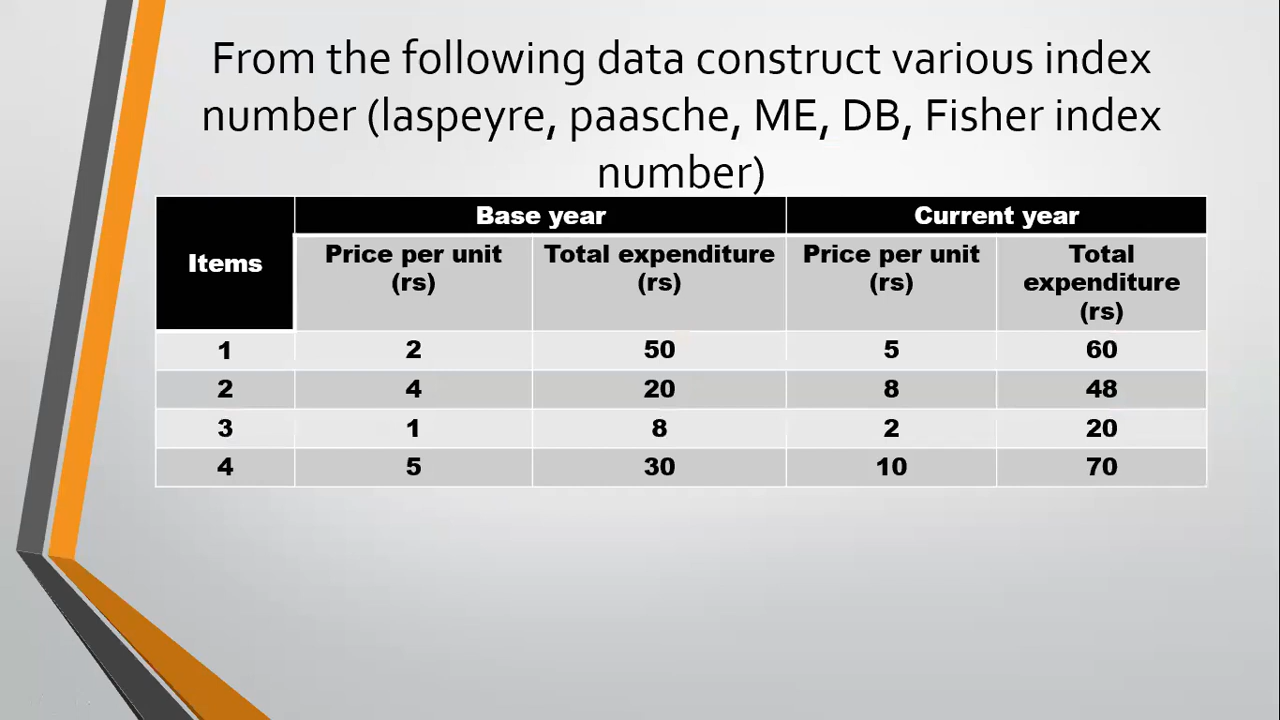 From the following data construct various index
number (laspeyre, paasche, ME, DB, Fisher index
number)
Items Base year Current year
Price per unit (rs) Total expenditure (rs) Price per unit (rs) Total expenditure (rs)
1 2 50 5 60
2 4 20 8 48
3 1 8 2 20
4 5 30 10 70